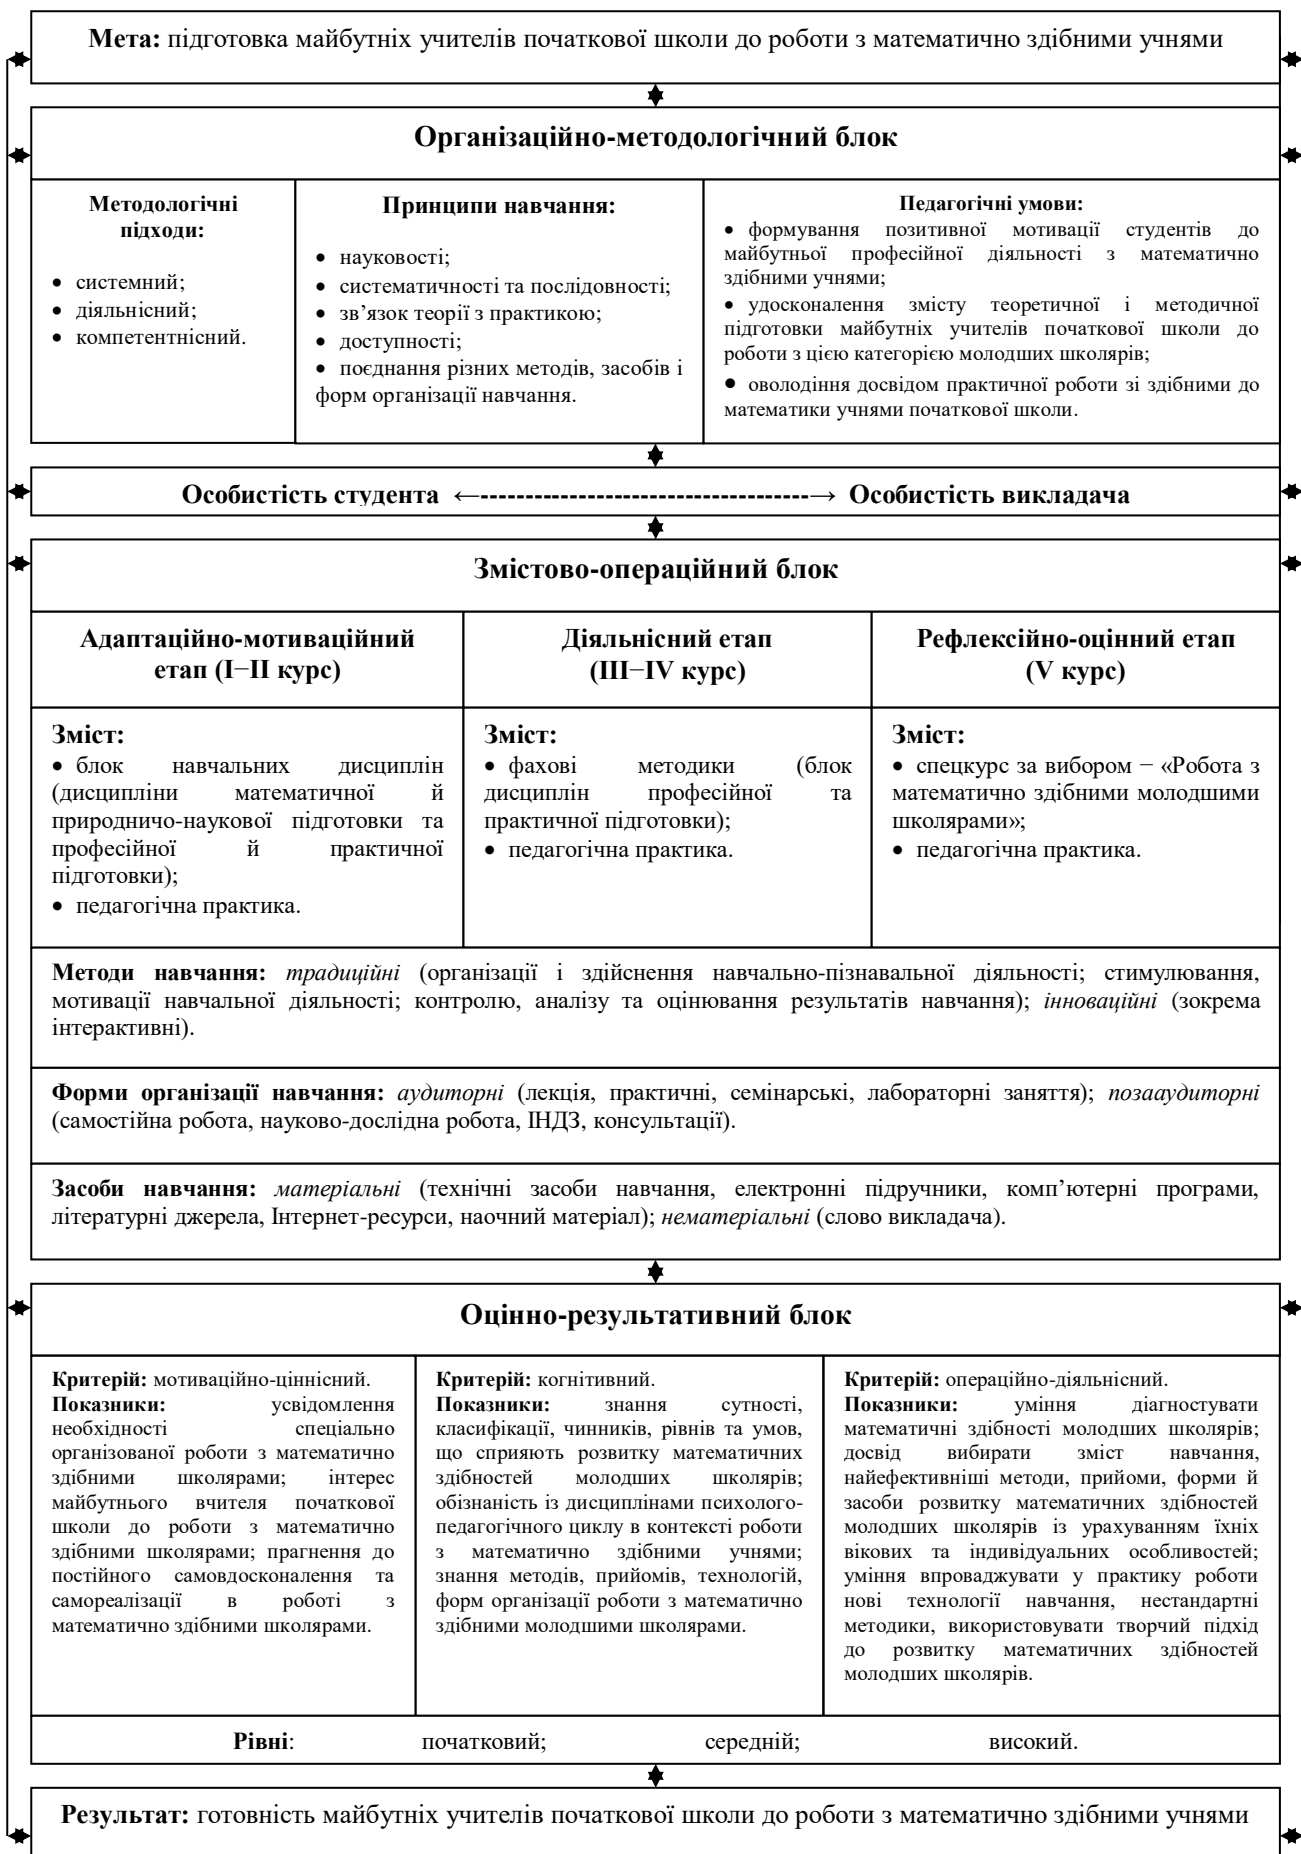 Мета: підготовка майбутніх учителів початкової школи до роботи з математично здібними учнями
Організаційно-методологічний блок
Методологічні
підходи:
• системний;
• діяльнісний;
• компетентнісний.
Принципи навчання:
• науковості;
• систематичності та послідовності;
• зв’язок теорії з практикою;
• доступності;
• поєднання різних методів, засобів і
форм організації навчання.
Педагогічні умови:
• формування позитивної мотивації студентів до
майбутньої професійної діяльності з математично
здібними учнями;
• удосконалення змісту теоретичної і методичної
підготовки майбутніх учителів початкової школи до
роботи з цією категорією молодших школярів;
• оволодіння досвідом практичної роботи зі здібними до
математики учнями початкової школи.
Особистість студента ←------------------------------------→ Особистість викладача
Змістово-операційний блок
Адаптаційно-мотиваційний
етап (І−ІІ курс)
Діяльнісний етап
(ІІІ−ІV курс)
Рефлексійно-оцінний етап
(V курс)
Зміст:
• блок навчальних дисциплін
(дисципліни математичної й
природничо-наукової підготовки та
професійної й практичної
підготовки);
• педагогічна практика.
Зміст:
• фахові методики (блок
дисциплін професійної та
практичної підготовки);
• педагогічна практика.
Зміст:
• спецкурс за вибором − «Робота з
математично здібними молодшими
школярами»;
• педагогічна практика.
Методи навчання: традиційні (організації і здійснення навчально-пізнавальної діяльності; стимулювання,
мотивації навчальної діяльності; контролю, аналізу та оцінювання результатів навчання); інноваційні (зокрема
інтерактивні).
Форми організації навчання: аудиторні (лекція, практичні, семінарські, лабораторні заняття); позааудиторні
(самостійна робота, науково-дослідна робота, ІНДЗ, консультації).
Засоби навчання: матеріальні (технічні засоби навчання, електронні підручники, комп’ютерні програми,
літературні джерела, Інтернет-ресурси, наочний матеріал); нематеріальні (слово викладача).
Оцінно-результативний блок
Критерій: мотиваційно-ціннісний.
Показники: усвідомлення
необхідності спеціально
організованої роботи з математично
здібними школярами; інтерес
майбутнього вчителя початкової
школи до роботи з математично
здібними школярами; прагнення до
постійного самовдосконалення та
самореалізації в роботі з
математично здібними школярами.
Критерій: когнітивний.
Показники: знання сутності,
класифікації, чинників, рівнів та умов,
що сприяють розвитку математичних
здібностей молодших школярів;
обізнаність із дисциплінами психолого-
педагогічного циклу в контексті роботи
з математично здібними учнями;
знання методів, прийомів, технологій,
форм організації роботи з математично
здібними молодшими школярами.
Критерій: операційно-діяльнісний.
Показники: уміння діагностувати
математичні здібності молодших школярів;
досвід вибирати зміст навчання,
найефективніші методи, прийоми, форми й
засоби розвитку математичних здібностей
молодших школярів із урахуванням їхніх
вікових та індивідуальних особливостей;
уміння впроваджувати у практику роботи
нові технології навчання, нестандартні
методики, використовувати творчий підхід
до розвитку математичних здібностей
молодших школярів.
Рівні: початковий; середній; високий.
Результат: готовність майбутніх учителів початкової школи до роботи з математично здібними учнями